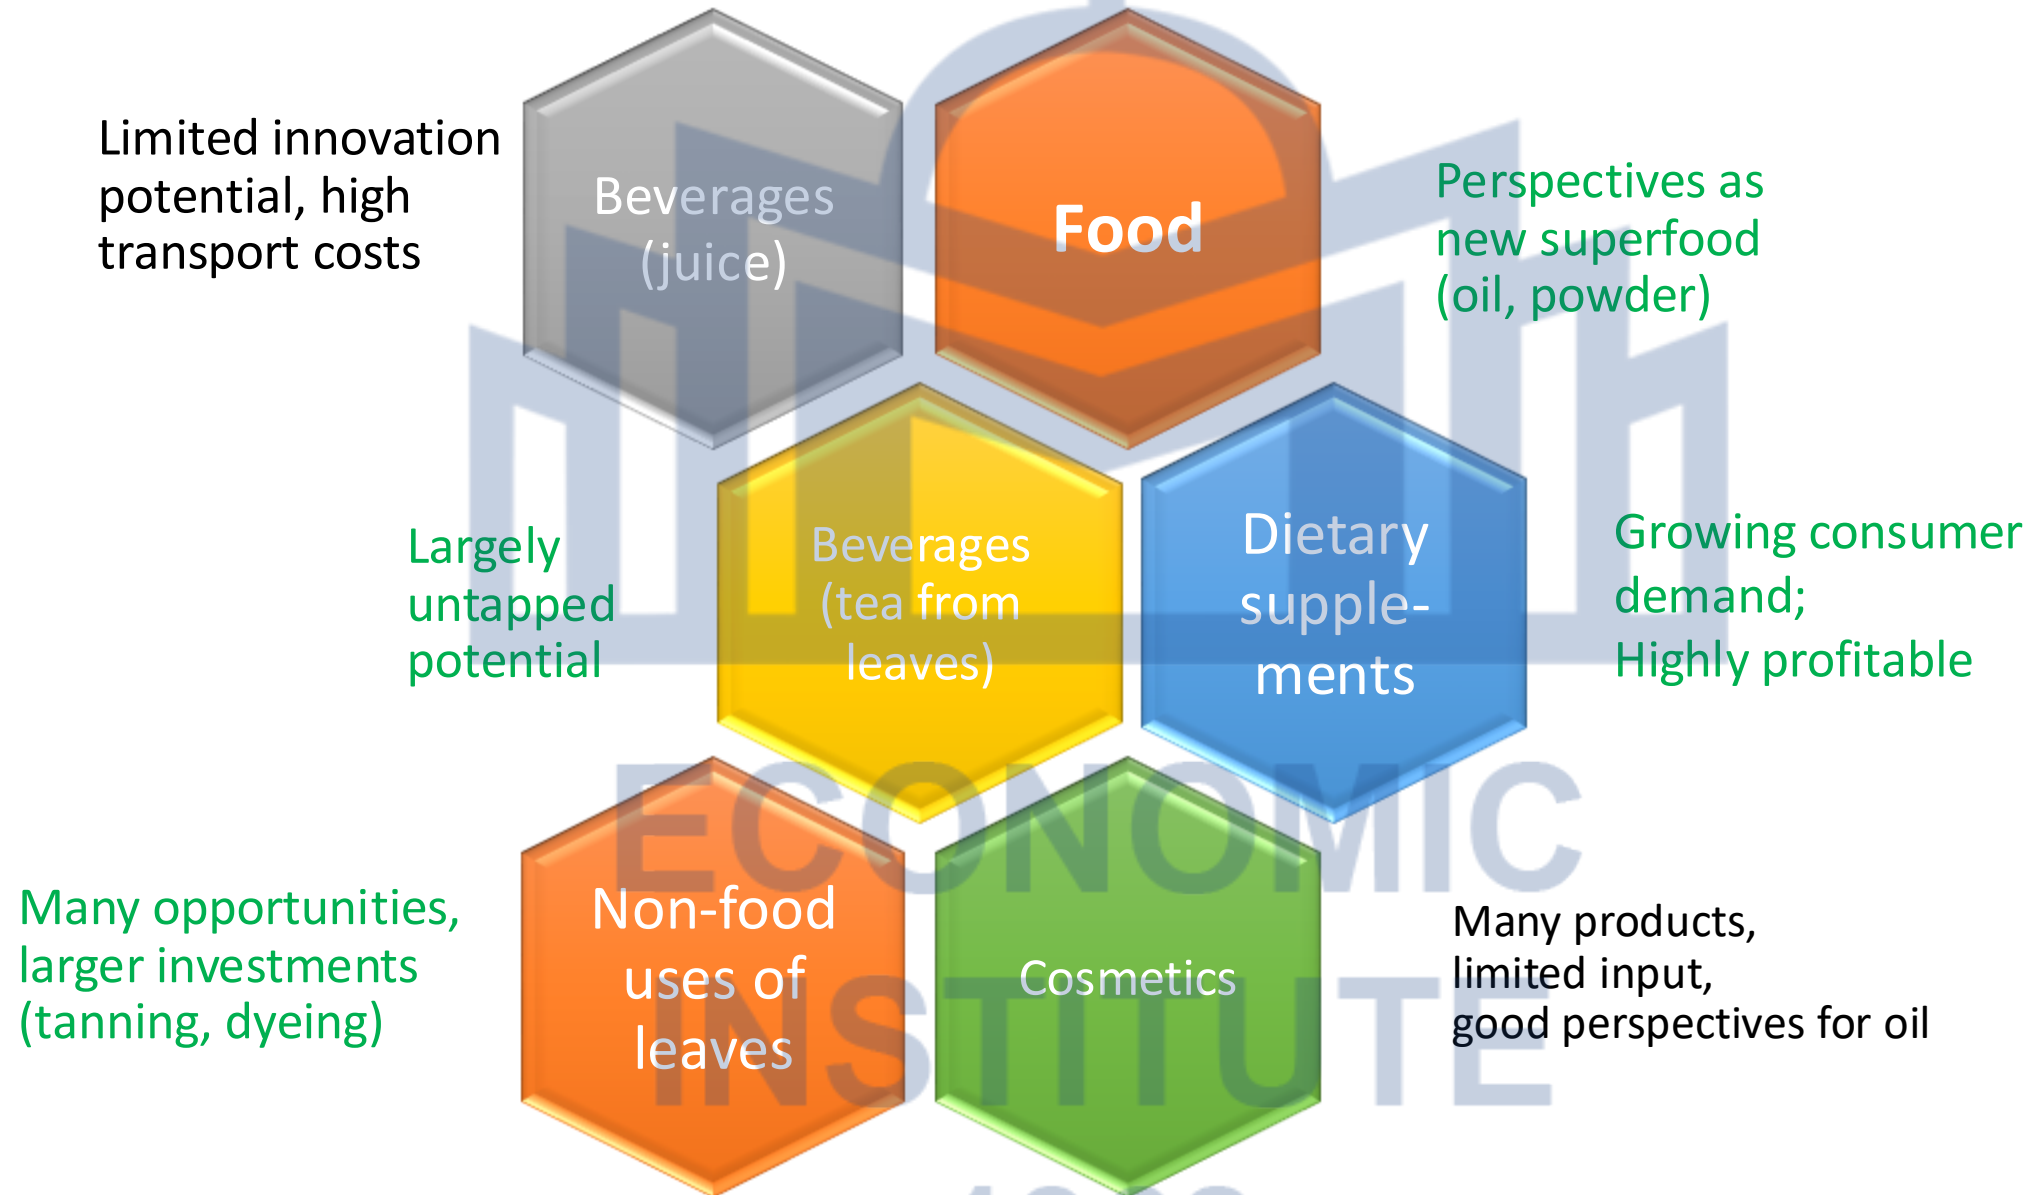 Limited innovation
potential, high
transport costs
Beverages
(juice)
Food
Perspectives as
new superfood
(oil, powder)
Largely
untapped
potential
Beverages
(tea from
leaves)
Dietary
supple-
ments
Growing consumer
demand;
Highly profitable
Many opportunities,
larger investments
(tanning, dyeing)
Non-food
uses of
leaves
Cosmetics
Many products,
limited input,
good perspectives for oil
ECONOMIC
INSTITUTE